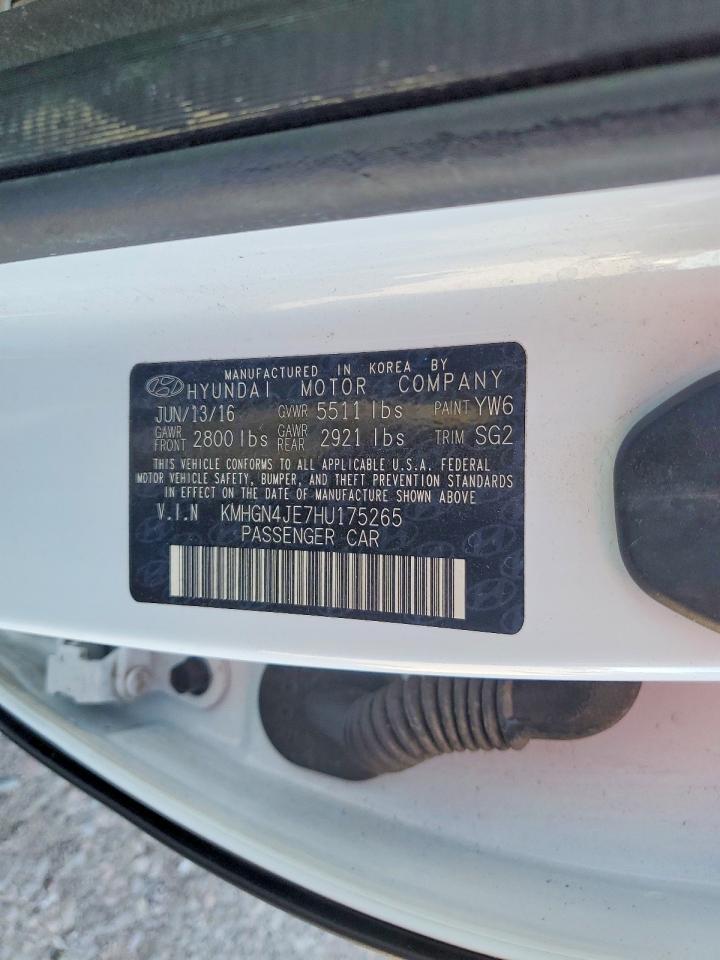 MANUFACTURED IN KOREA BY
HYUNDAI MOTOR COMPANY
JUN/13/16 GVWR 5511 lbs PAINT YW6
GAWR FRONT 2800 lbs GAWR REAR 2921 lbs TRIM SG2
THIS VEHICLE CONFORMS TO ALL APPLICABLE U.S.A. FEDERAL
MOTOR VEHICLE SAFETY, BUMPER, AND THEFT PREVENTION STANDARDS
IN EFFECT ON THE DATE OF MANUFACTURE SHOWN ABOVE
V.I.N KMHGN4JE7HU175265
PASSENGER CAR